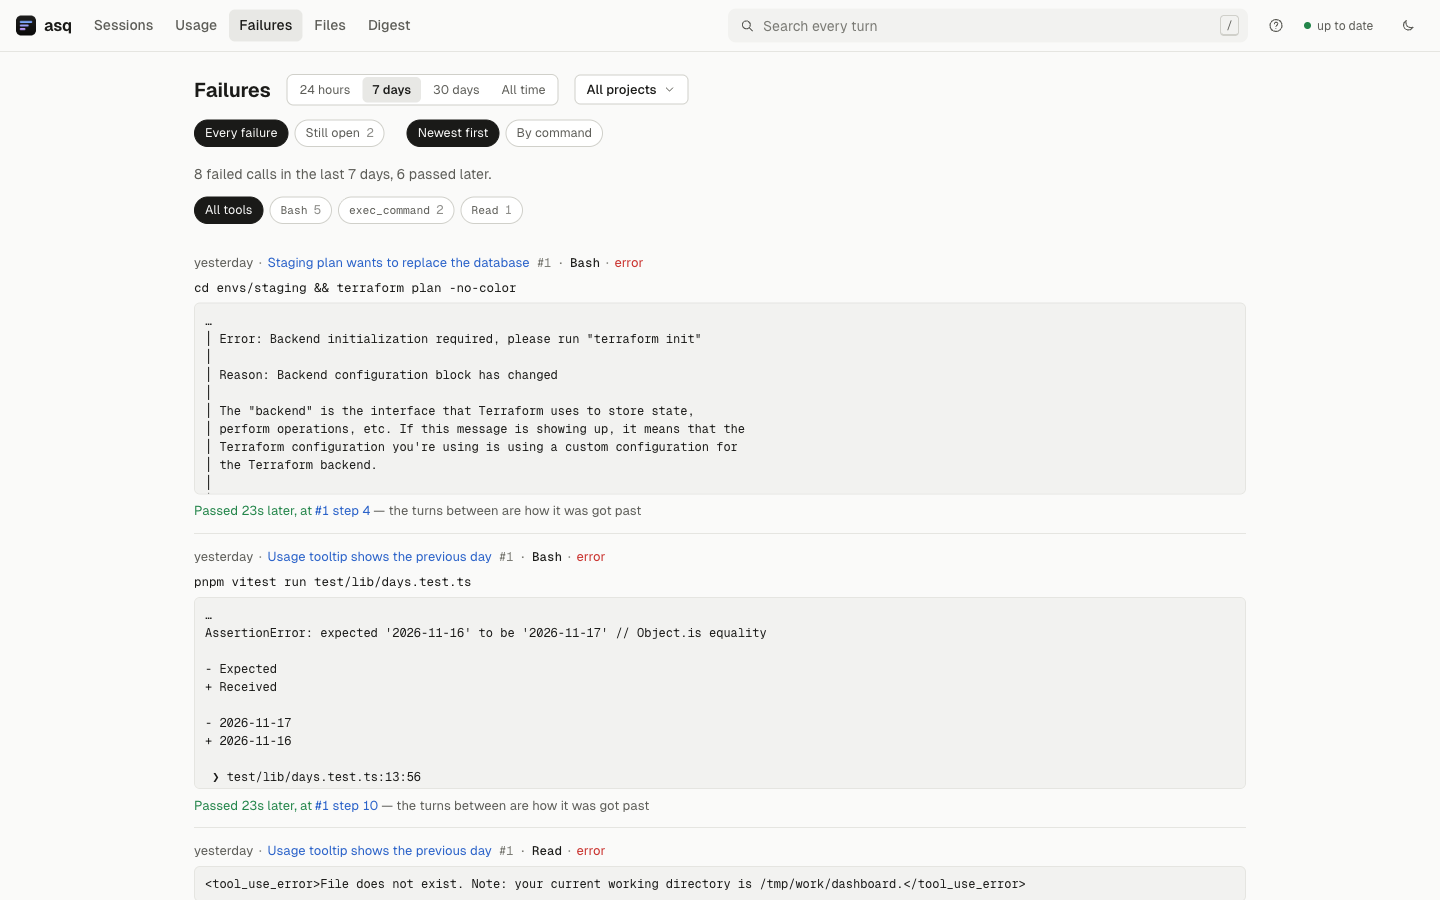 asq Sessions Usage Failures Files Digest Search every turn / up to date
Failures 24 hours 7 days 30 days All time All projects
Every failure Still open 2 Newest first By command
8 failed calls in the last 7 days, 6 passed later.
All tools Bash 5 exec_command 2 Read 1
yesterday · Staging plan wants to replace the database #1 · Bash · error
cd envs/staging && terraform plan -no-color
…
│ Error: Backend initialization required, please run "terraform init"
│
│ Reason: Backend configuration block has changed
│
│ The "backend" is the interface that Terraform uses to store state,
│ perform operations, etc. If this message is showing up, it means that the
│ Terraform configuration you're using is using a custom configuration for
│ the Terraform backend.
│
Passed 23s later, at #1 step 4 — the turns between are how it was got past
yesterday · Usage tooltip shows the previous day #1 · Bash · error
pnpm vitest run test/lib/days.test.ts
…
AssertionError: expected '2026-11-16' to be '2026-11-17' // Object.is equality
- Expected
+ Received
- 2026-11-17
+ 2026-11-16
❯ test/lib/days.test.ts:13:56
Passed 23s later, at #1 step 10 — the turns between are how it was got past
yesterday · Usage tooltip shows the previous day #1 · Read · error
<tool_use_error>File does not exist. Note: your current working directory is /tmp/work/dashboard.</tool_use_error>